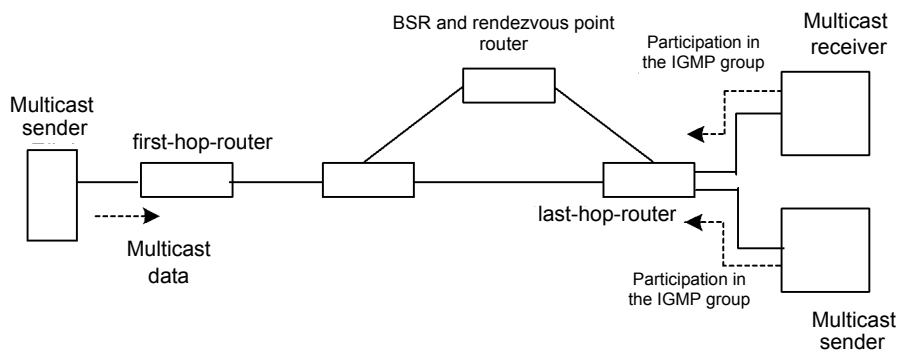 BSR and rendezvous point
router
Participation in
the IGMP group
Multicast
receiver
Multicast
sender
first-hop-router
last-hop-router
Multicast
data
Participation in
the IGMP group
Multicast
sender